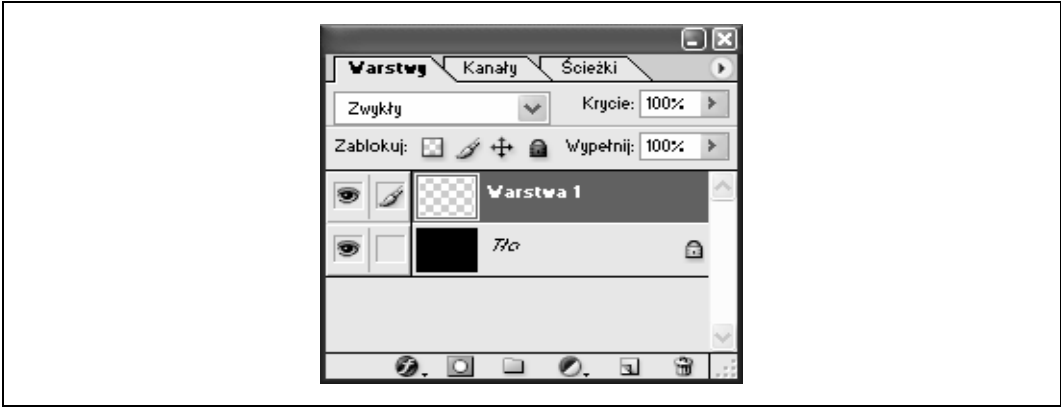 Warstwy Kanały Ścieżki
Zwykły Krycie: 100%
Zablokuj: Wypełnij: 100%
Warstwa 1
Tło